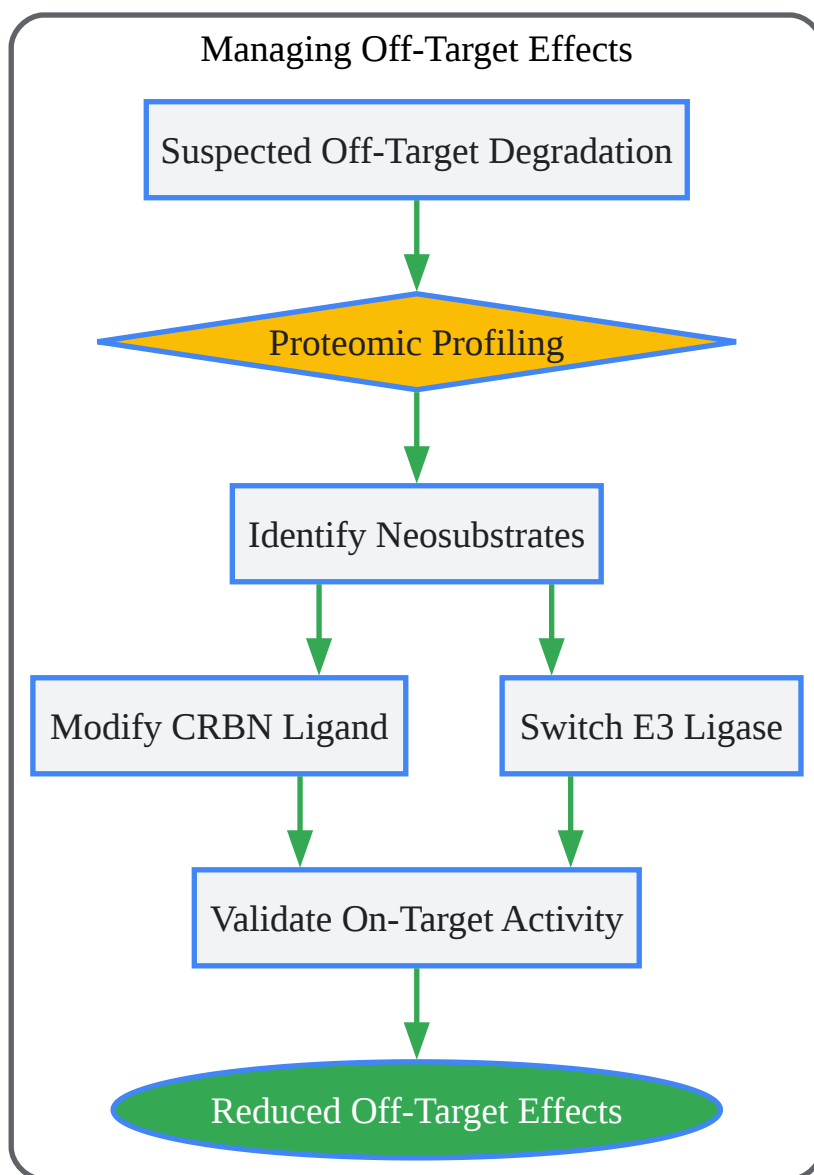 Managing Off-Target Effects
Suspected Off-Target Degradation
Proteomic Profiling
Identify Neosubstrates
Modify CRBN Ligand
Switch E3 Ligase
Validate On-Target Activity
Reduced Off-Target Effects